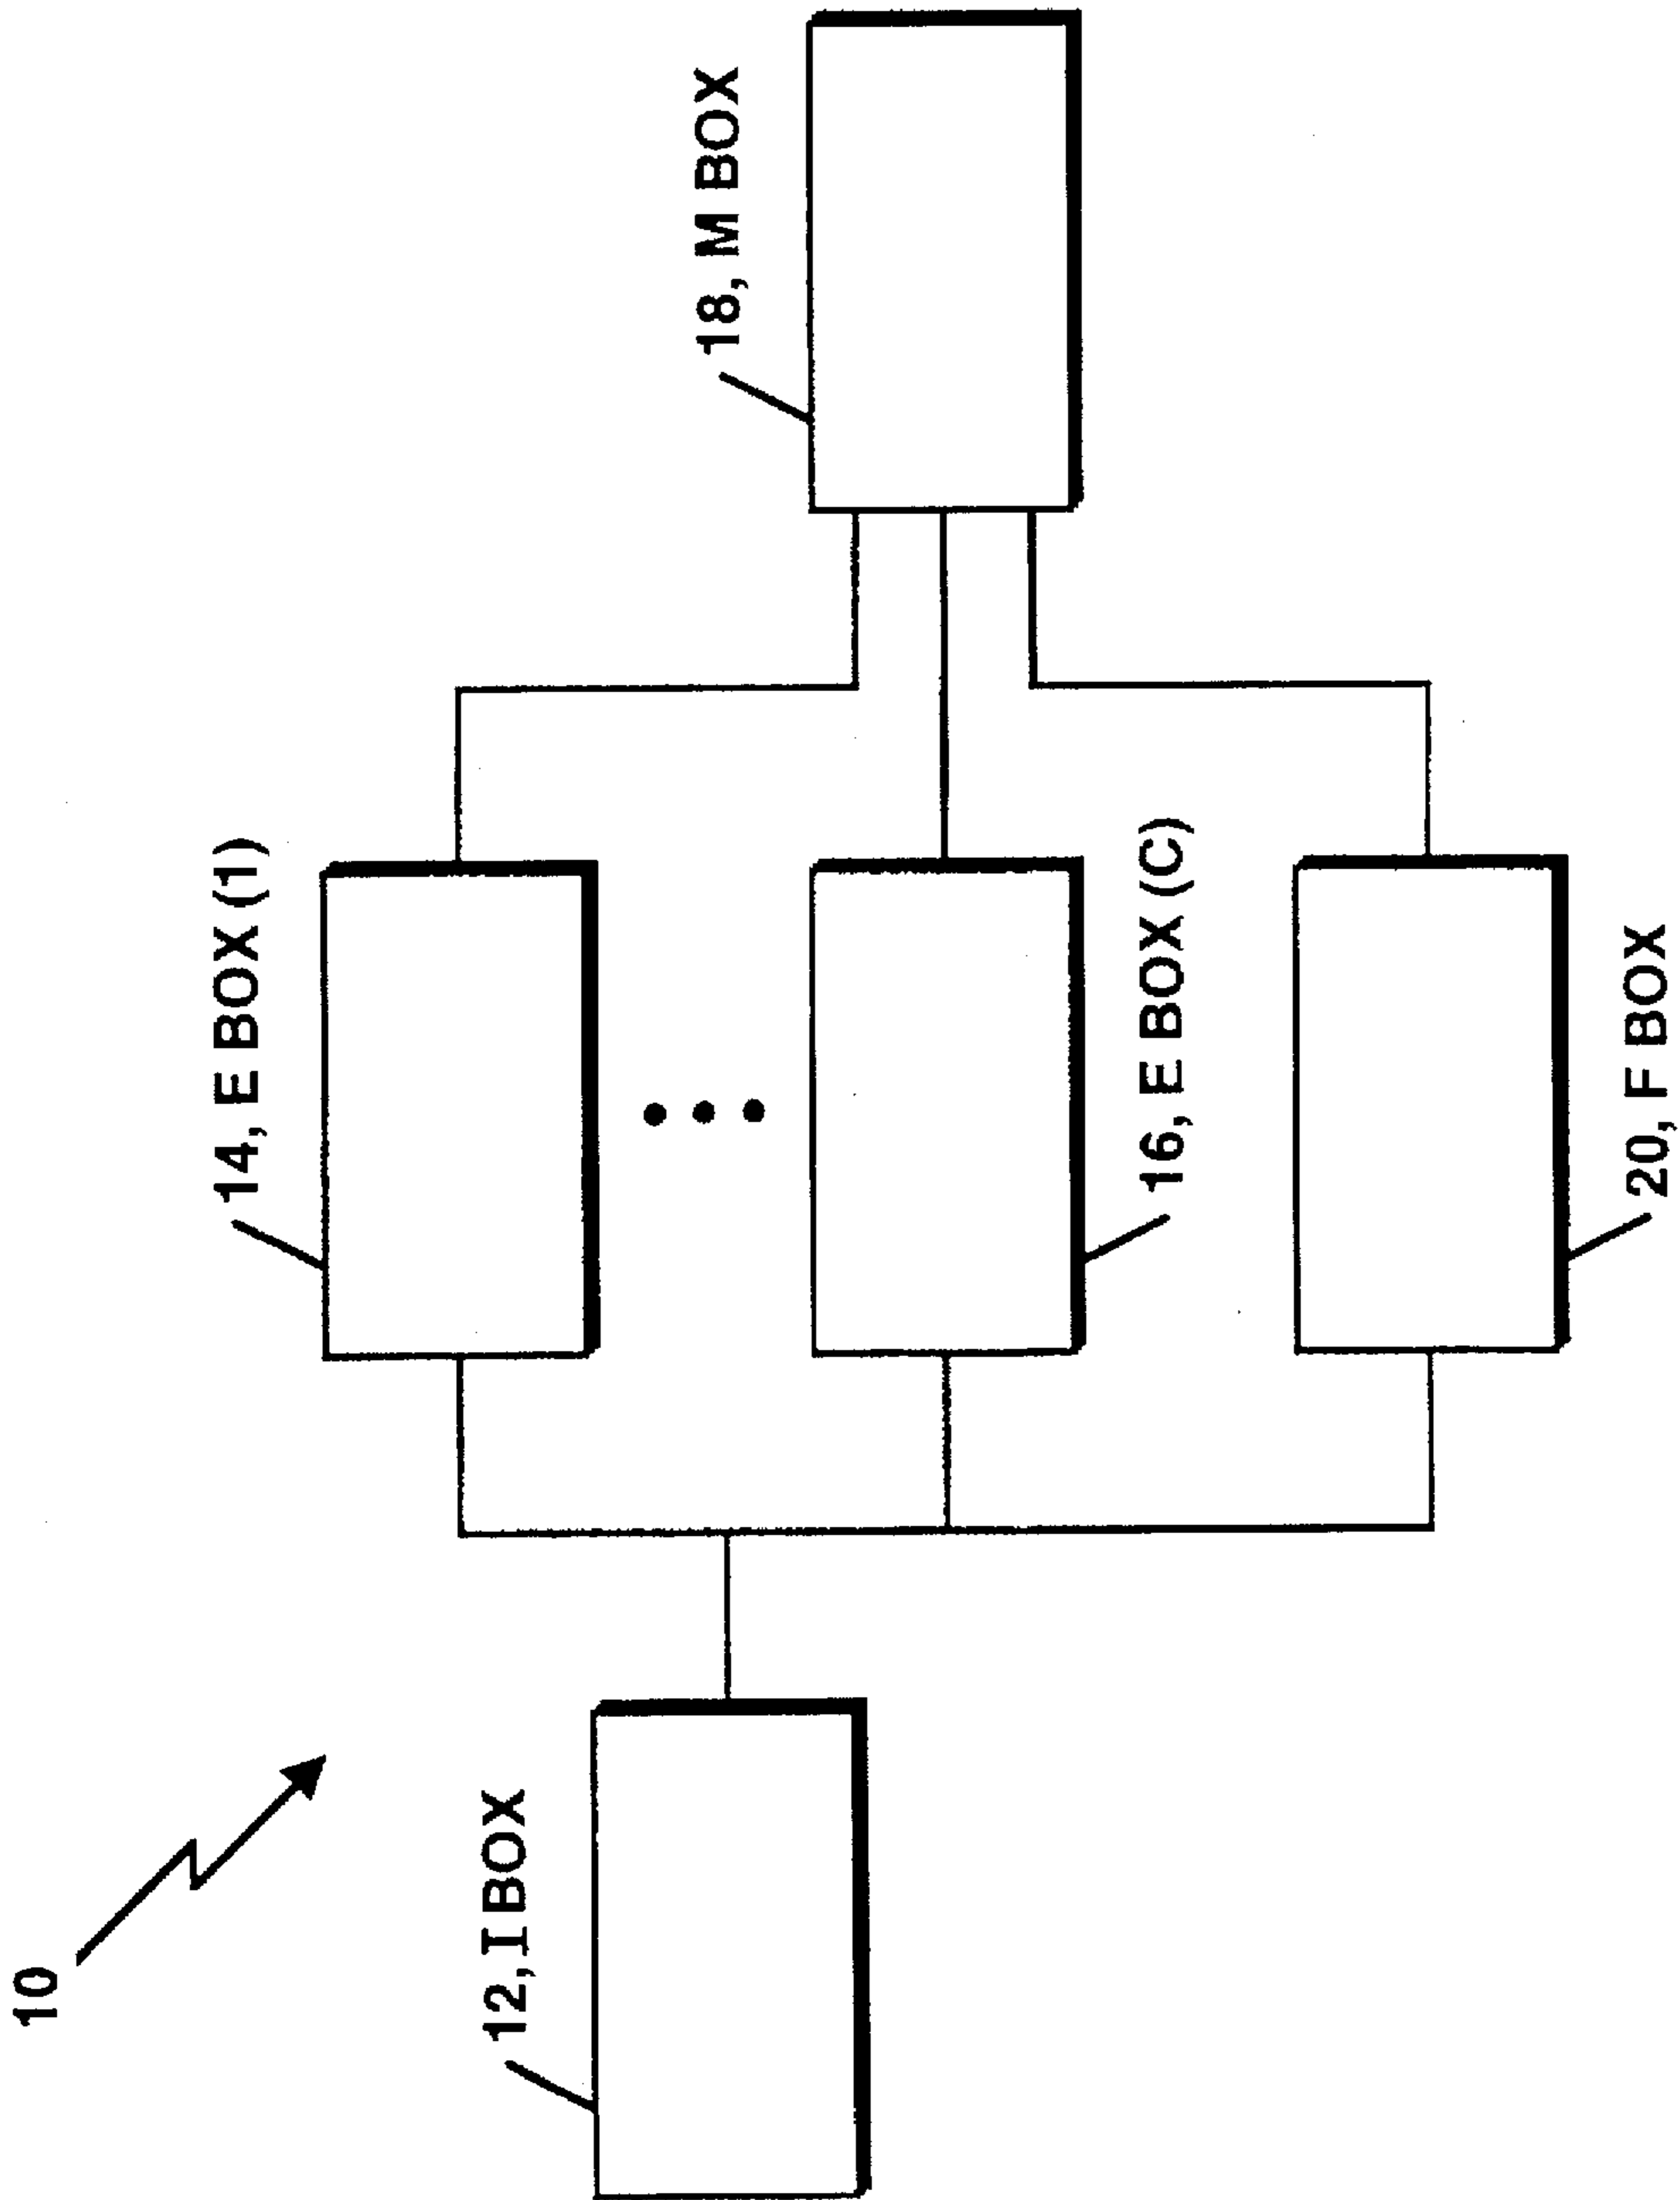 10
12, I BOX
14, E BOX (1)
16, E BOX (C)
20, F BOX
18, M BOX